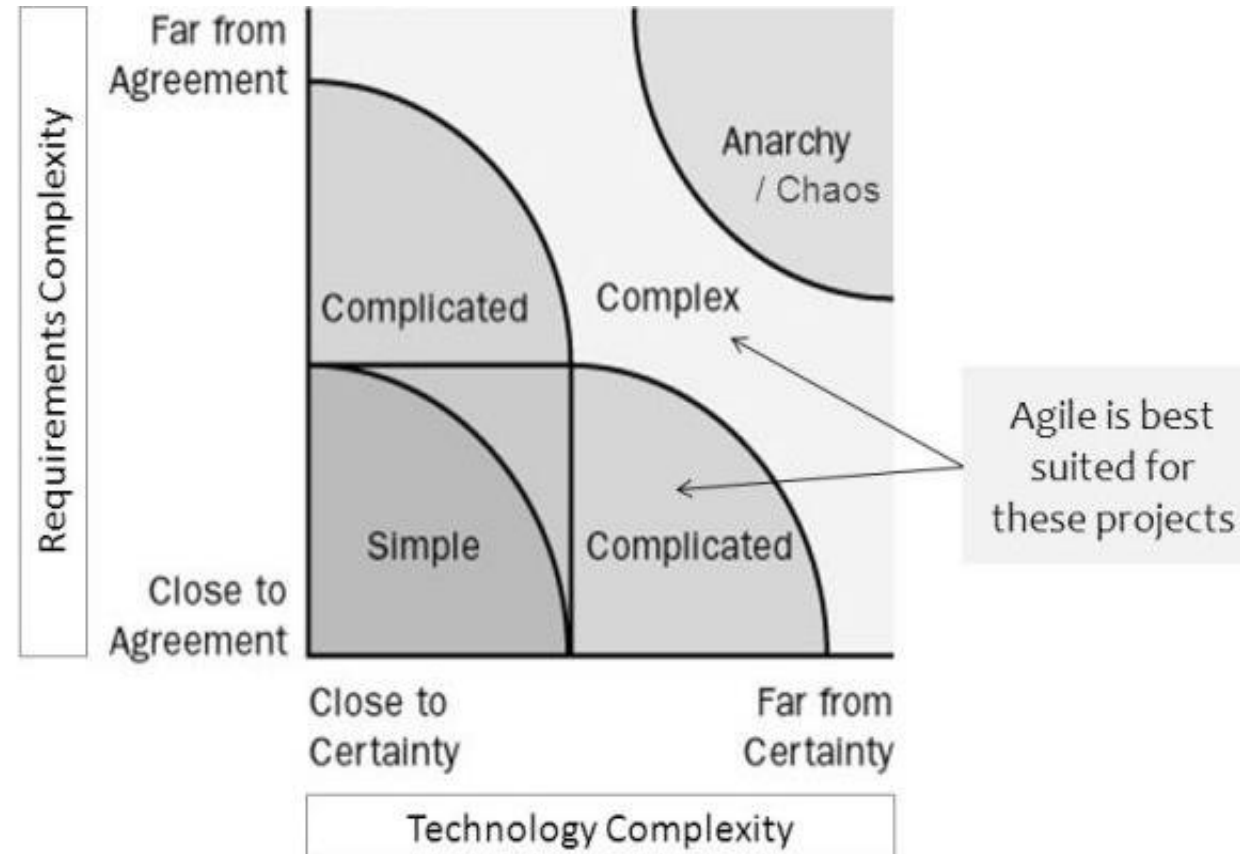 Requirements Complexity
Far from
Agreement
Anarchy
/ Chaos
Complicated
Complex
Agile is best
suited for
these projects
Simple
Complicated
Close to
Agreement
Close to
Certainty
Far from
Certainty
Technology Complexity